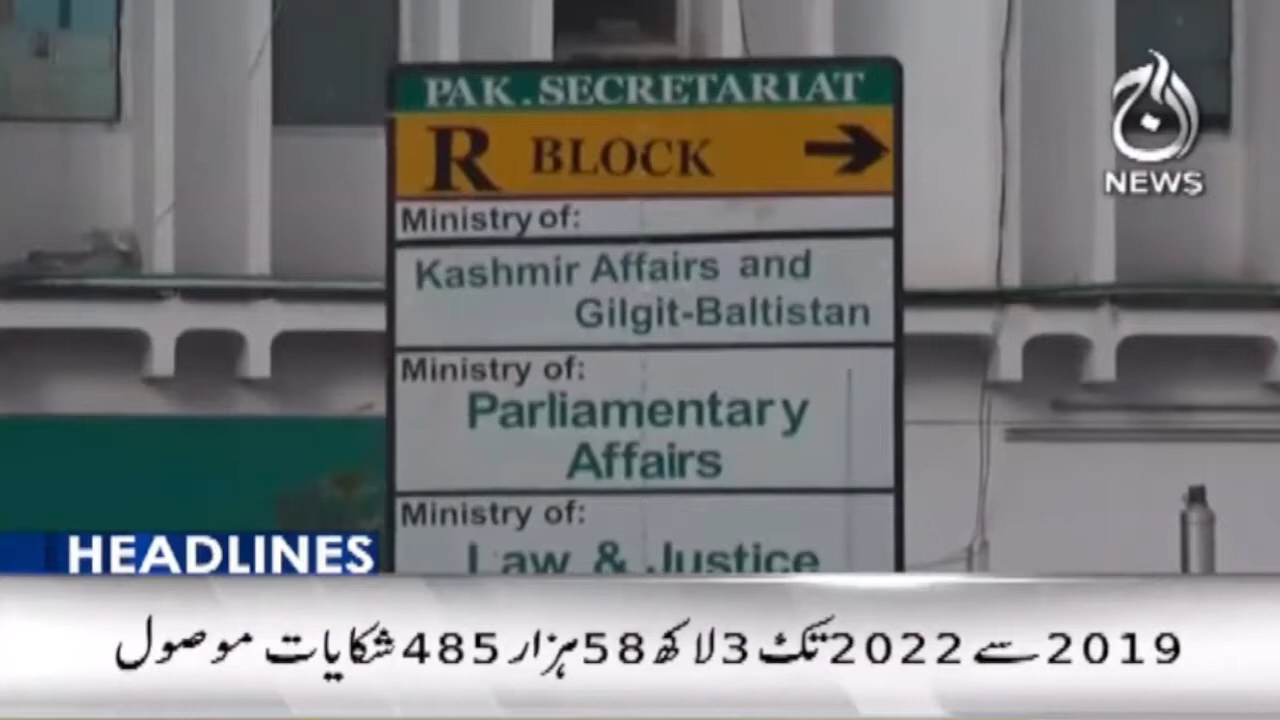 PAK. SECRETARIAT
R BLOCK
Ministry of:
Kashmir Affairs and
Gilgit-Baltistan
Ministry of:
Parliamentary
Affairs
Ministry of:
Law & Justice
آج
NEWS
HEADLINES
2019 سے 2022 تک 3 لاکھ 58 ہزار 485 شکایات موصول